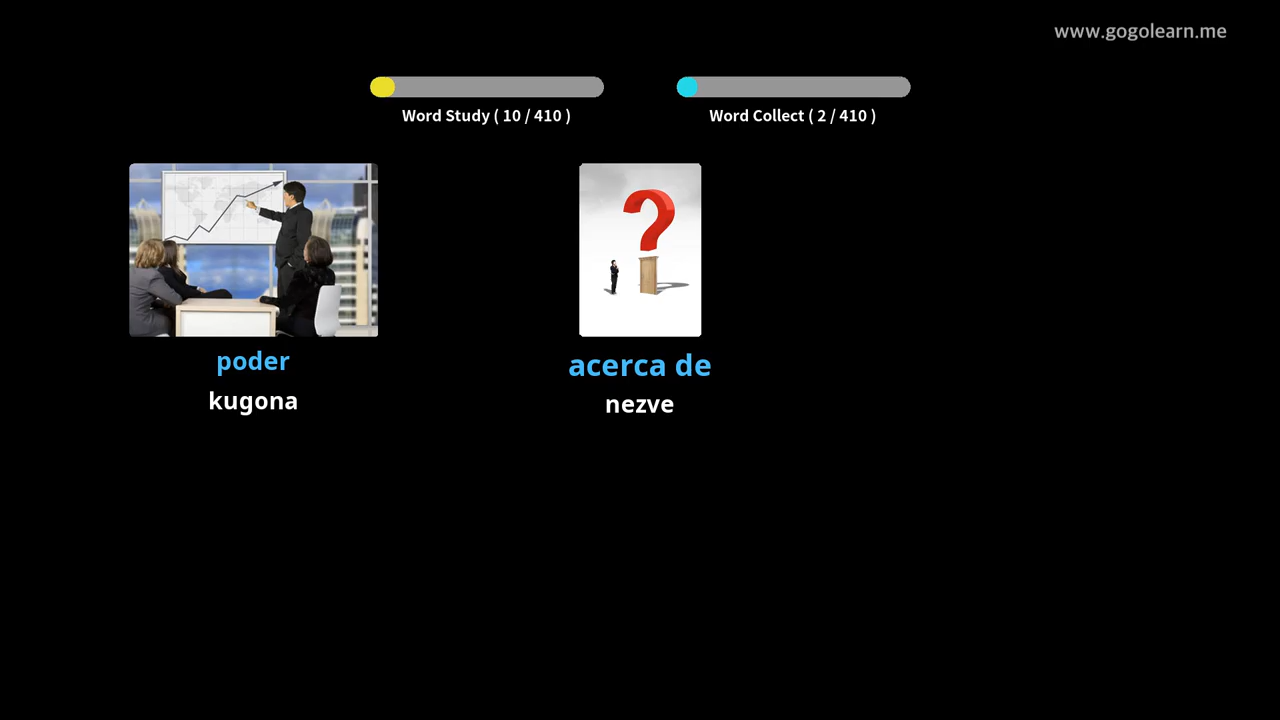 www.gogolearn.me
Word Study ( 10 / 410 )
Word Collect ( 2 / 410 )
poder
kugona
acerca de
nezve